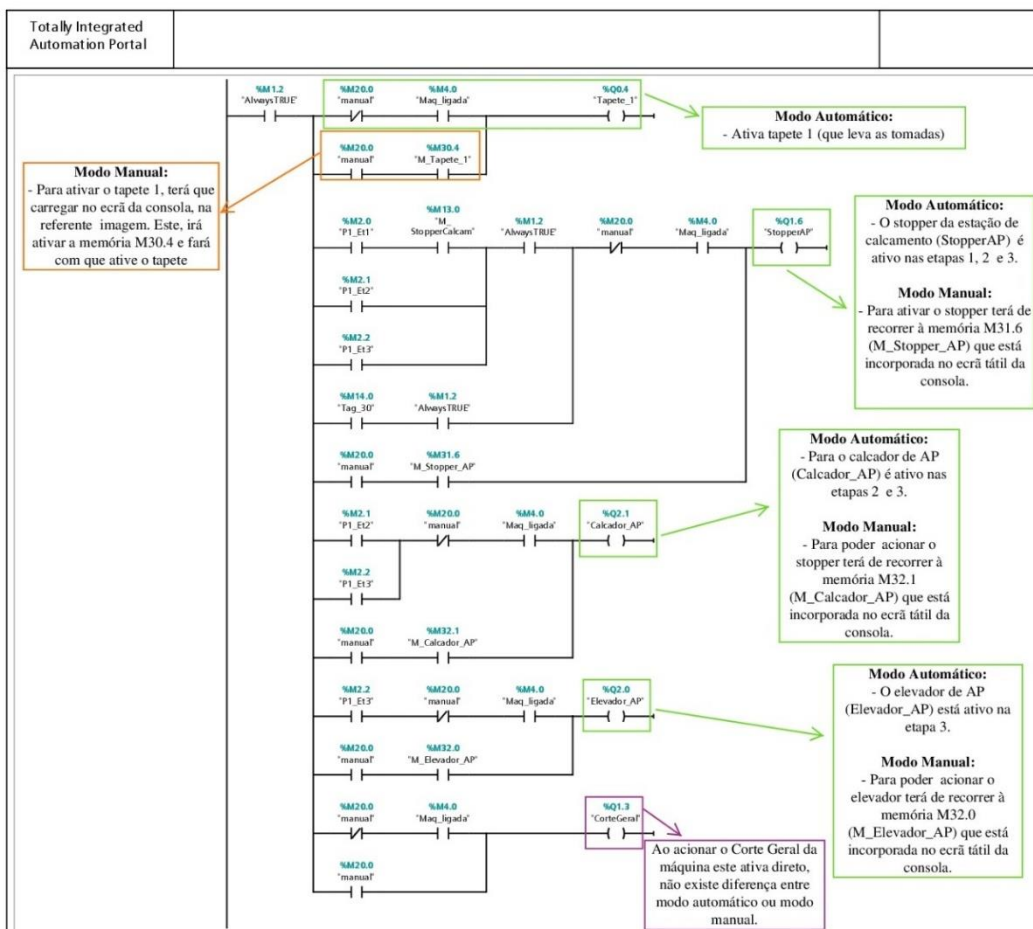 Totally Integrated
Automation Portal
%M1.2
"AlwaysTRUE"
%M20.0
"manual"
%M4.0
"Maq_ligada"
%Q0.4
"Tapete_1"
Modo Automático:
- Ativa tapete 1 (que leva as tomadas)
%M20.0
"manual"
%M30.4
"M_Tapete_1"
Modo Manual:
- Para ativar o tapete 1, terá que
carregar no ecrã da consola, na
referente imagem. Este, irá
ativar a memória M30.4 e fará
com que ative o tapete
%M2.0
"P1_Et1"
%M13.0
"M_
StopperCalcam"
%M1.2
"AlwaysTRUE"
%M20.0
"manual"
%M4.0
"Maq_ligada"
%Q1.6
"StopperAP"
Modo Automático:
- O stopper da estação de
calcamento (StopperAP) é
ativo nas etapas 1, 2 e 3.
Modo Manual:
- Para ativar o stopper terá de
recorrer à memória M31.6
(M_Stopper_AP) que está
incorporada no ecrã tátil da
consola.
%M2.1
"P1_Et2"
%M2.2
"P1_Et3"
%M14.0
"Tag_30"
%M1.2
"AlwaysTRUE"
%M20.0
"manual"
%M31.6
"M_Stopper_AP"
%M2.1
"P1_Et2"
%M20.0
"manual"
%M4.0
"Maq_ligada"
%Q2.1
"Calcador_AP"
Modo Automático:
- Para o calcador de AP
(Calcador_AP) é ativo nas
etapas 2 e 3.
Modo Manual:
- Para poder acionar o
stopper terá de recorrer à
memória M32.1
(M_Calcador_AP) que está
incorporada no ecrã tátil da
consola.
%M2.2
"P1_Et3"
%M20.0
"manual"
%M32.1
"M_Calcador_AP"
%M2.2
"P1_Et3"
%M20.0
"manual"
%M4.0
"Maq_ligada"
%Q2.0
"Elevador_AP"
Modo Automático:
- O elevador de AP
(Elevador_AP) está ativo na
etapa 3.
Modo Manual:
- Para poder acionar o
elevador terá de recorrer à
memória M32.0
(M_Elevador_AP) que está
incorporada no ecrã tátil da
consola.
%M20.0
"manual"
%M32.0
"M_Elevador_AP"
%M20.0
"manual"
%M4.0
"Maq_ligada"
%Q1.3
"CorteGeral"
Ao acionar o Corte Geral da
máquina este ativa direto,
não existe diferença entre
modo automático ou modo
manual.
%M20.0
"manual"